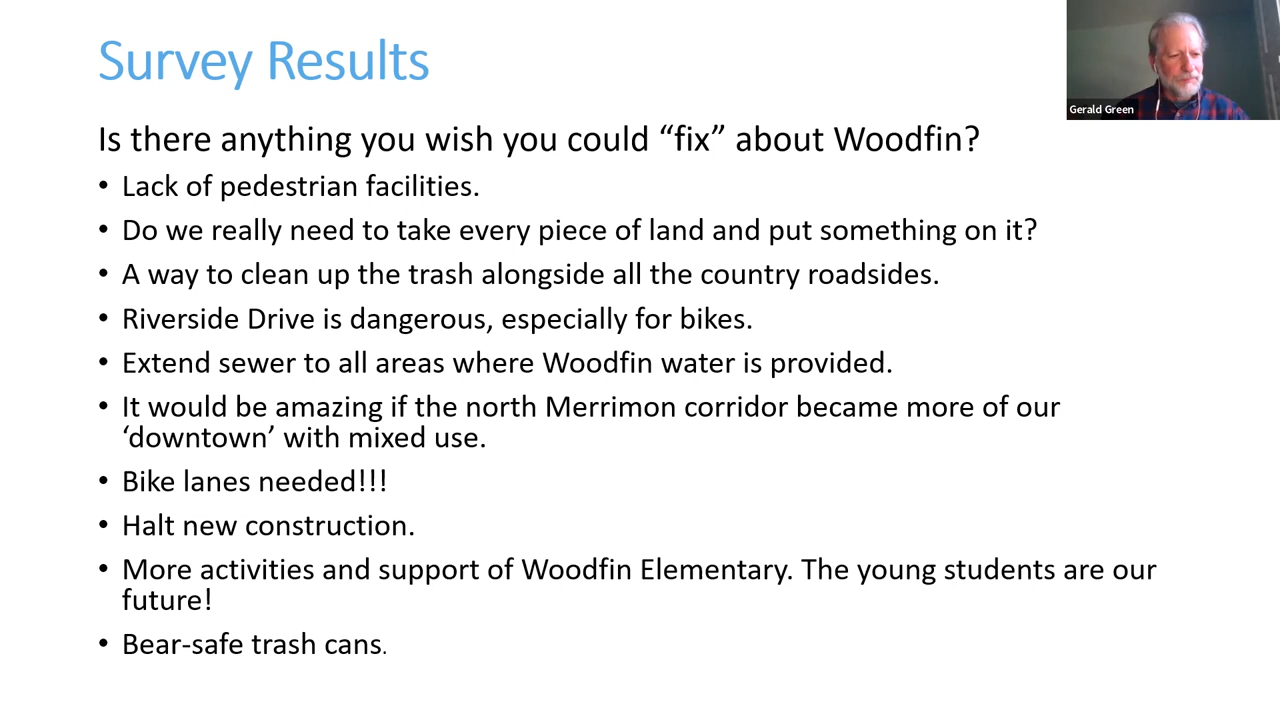 Survey Results
Gerald Green
Is there anything you wish you could “fix” about Woodfin?
• Lack of pedestrian facilities.
• Do we really need to take every piece of land and put something on it?
• A way to clean up the trash alongside all the country roadsides.
• Riverside Drive is dangerous, especially for bikes.
• Extend sewer to all areas where Woodfin water is provided.
• It would be amazing if the north Merrimon corridor became more of our
‘downtown’ with mixed use.
• Bike lanes needed!!!
• Halt new construction.
• More activities and support of Woodfin Elementary. The young students are our
future!
• Bear-safe trash cans.